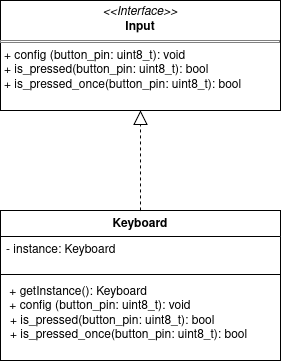 <<Interface>>
Input
+ config (button_pin: uint8_t): void
+ is_pressed(button_pin: uint8_t): bool
+ is_pressed_once(button_pin: uint8_t): bool
Keyboard
- instance: Keyboard
+ getInstance(): Keyboard
+ config (button_pin: uint8_t): void
+ is_pressed(button_pin: uint8_t): bool
+ is_pressed_once(button_pin: uint8_t): bool